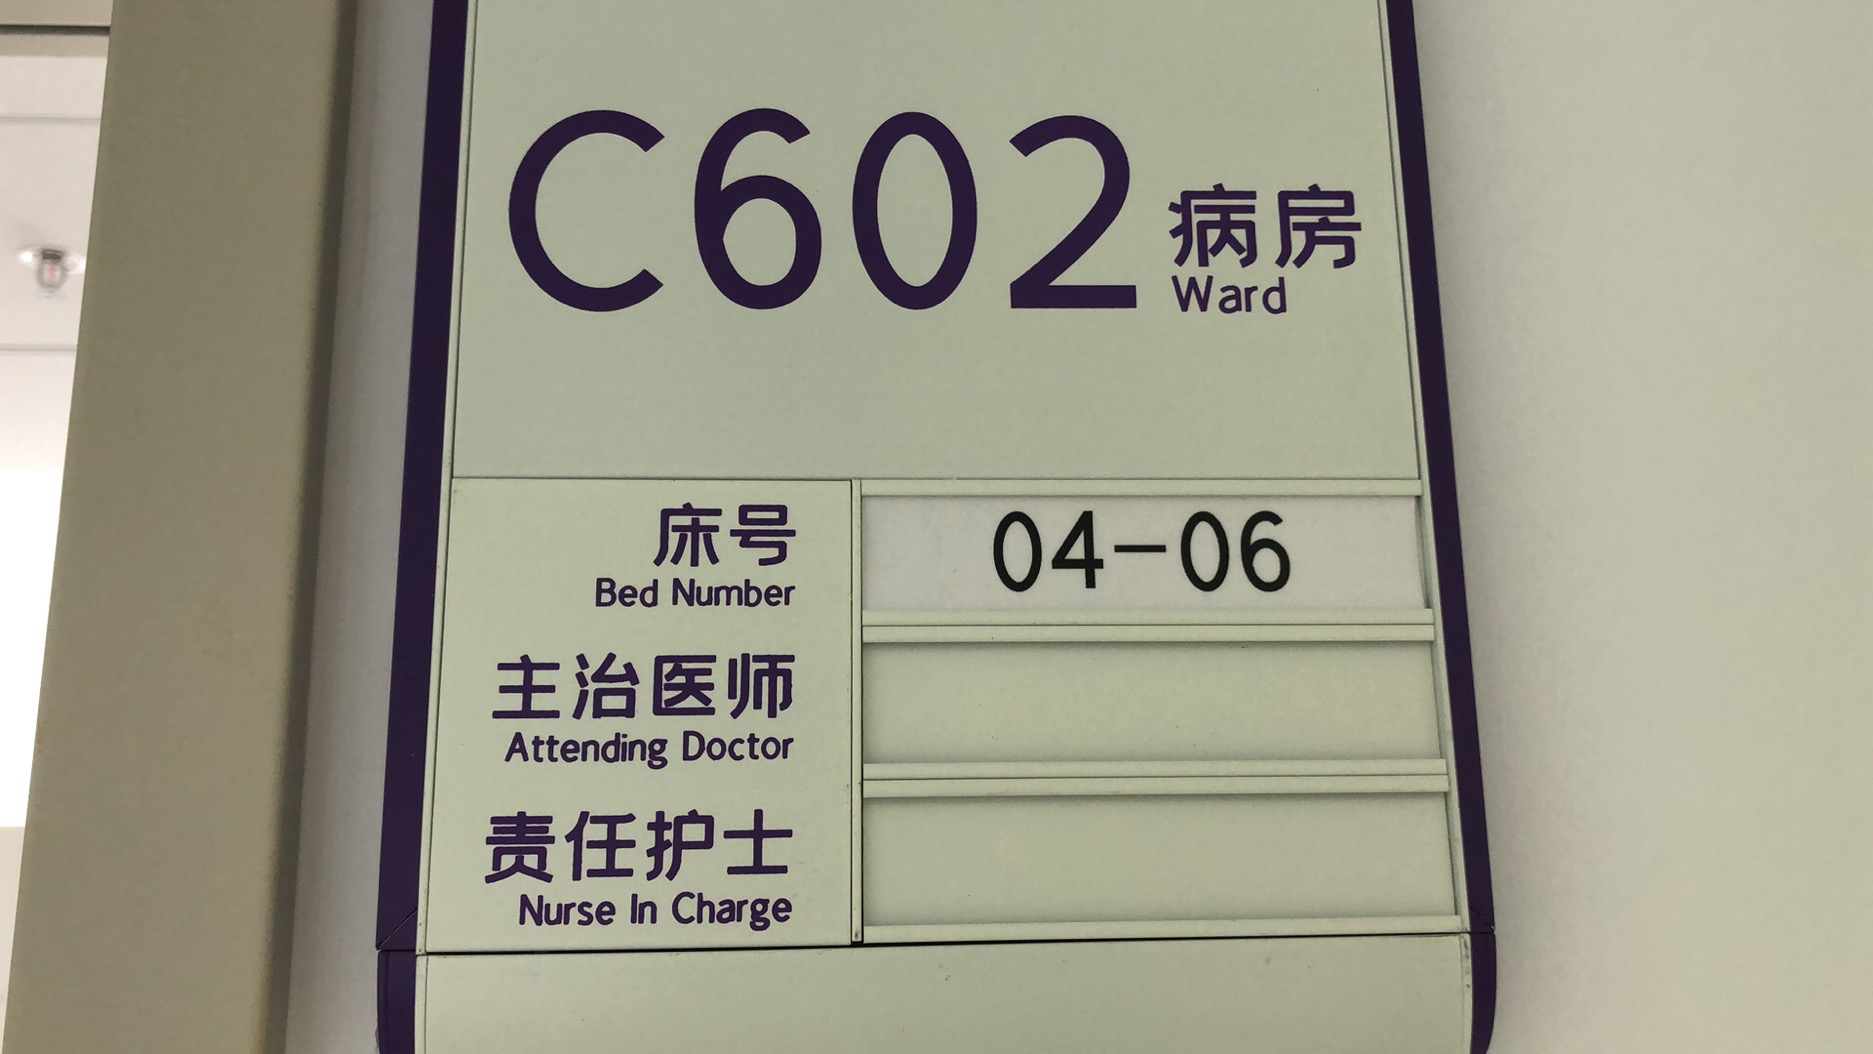 C602 病房
Ward
床号 04-06
Bed Number
主治医师
Attending Doctor
责任护士
Nurse In Charge